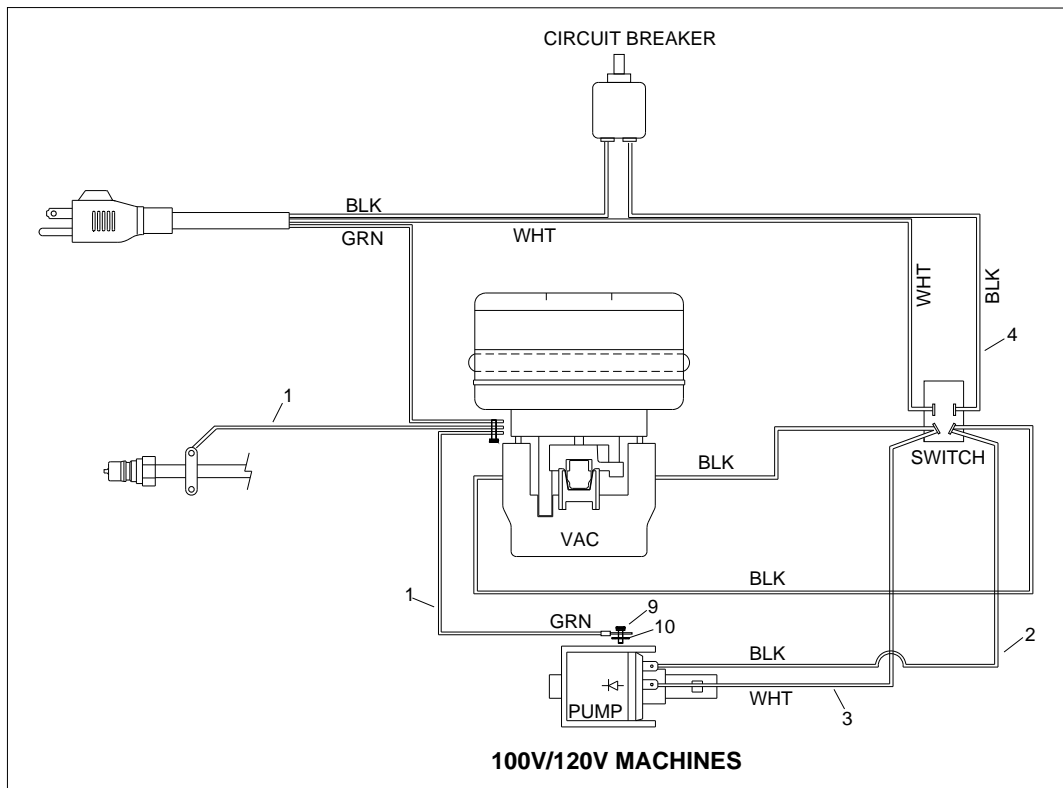 CIRCUIT BREAKER
BLK
GRN
WHT
WHT
BLK
4
1
SWITCH
BLK
VAC
BLK
1
9
GRN
10
2
BLK
WHT
3
PUMP
100V/120V MACHINES